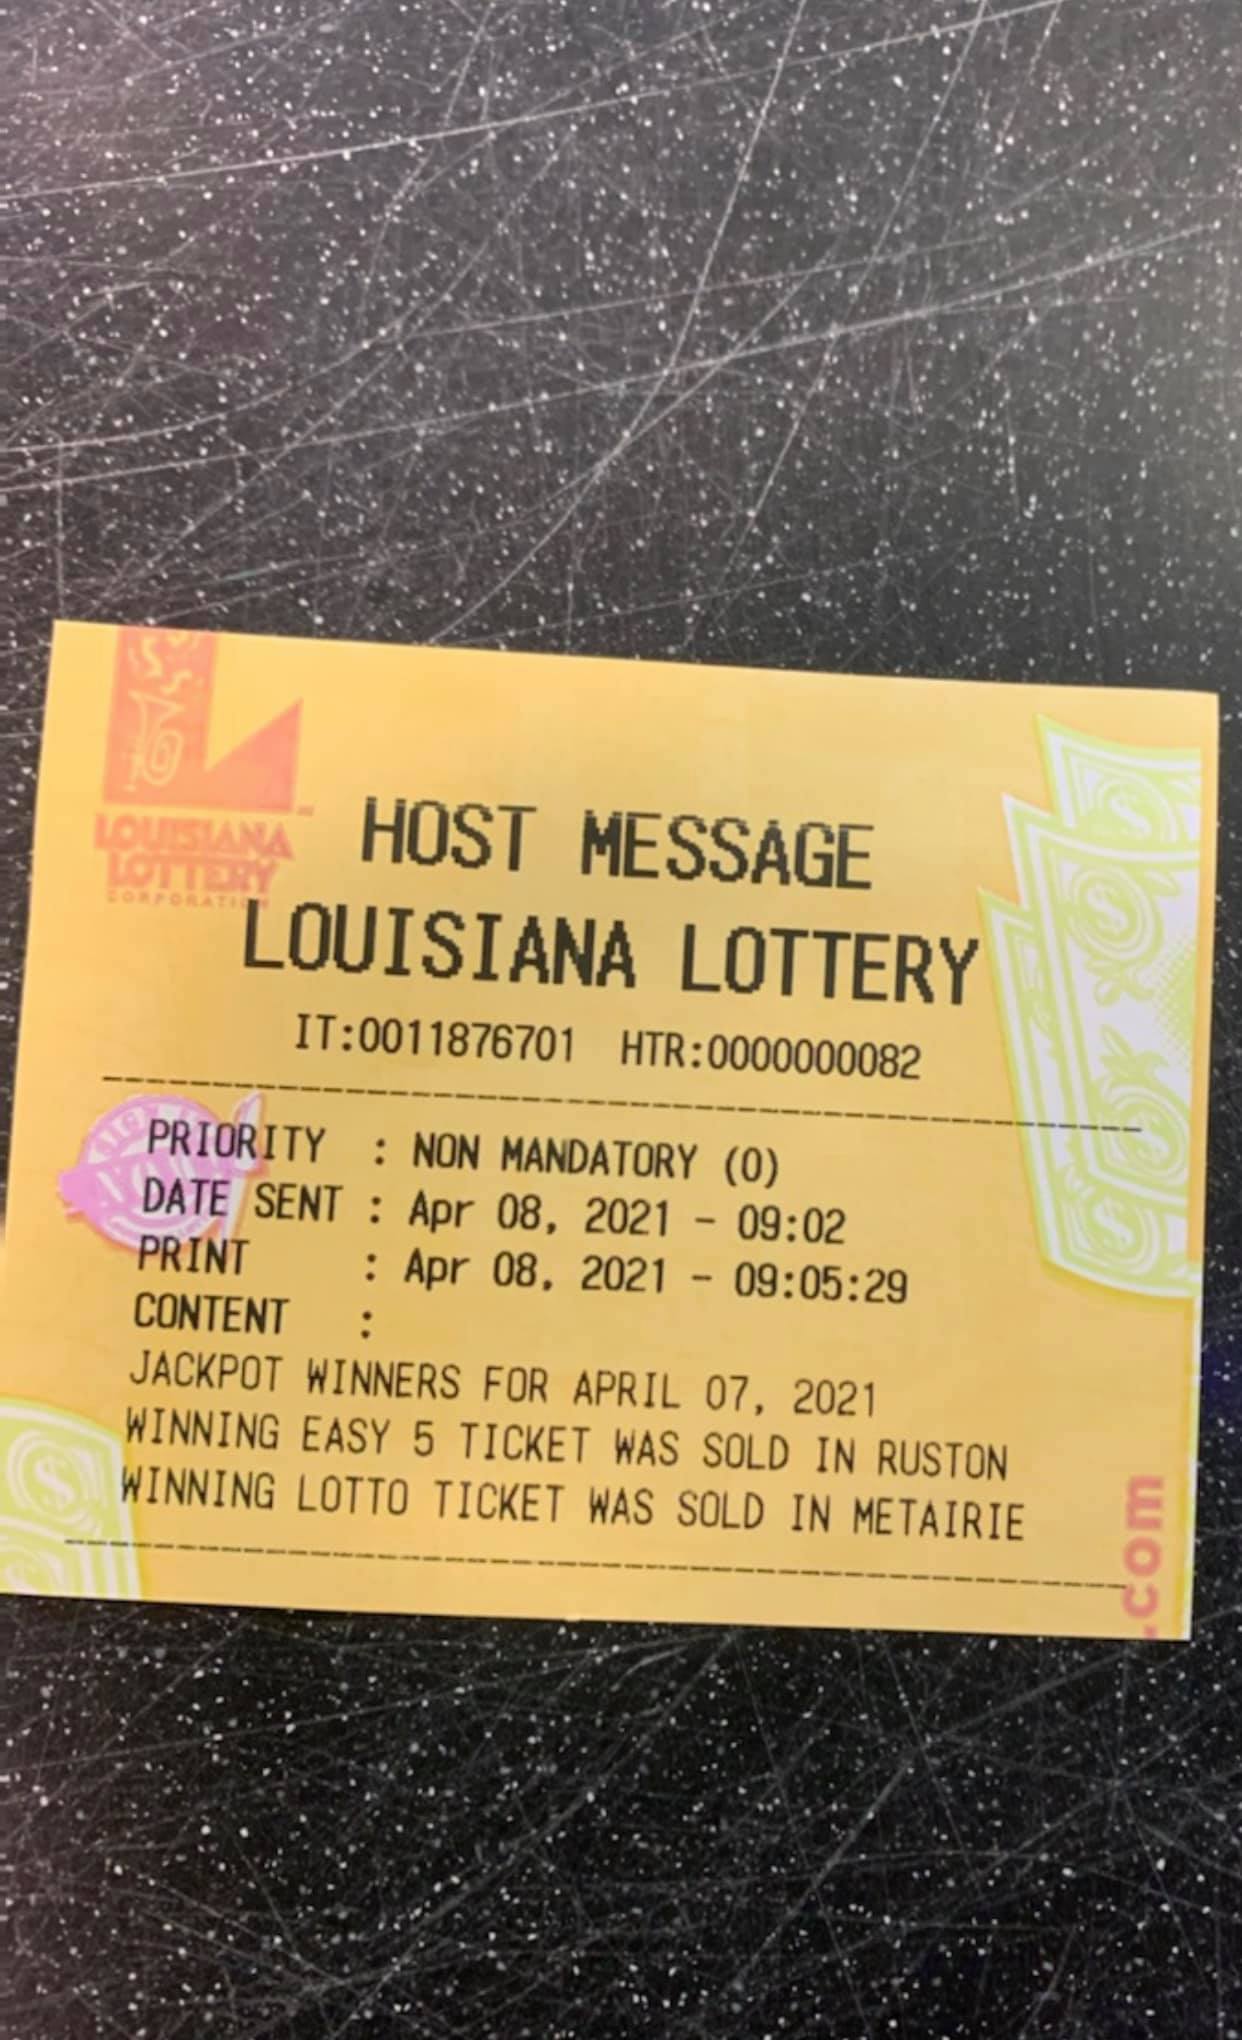 LOUISIANA
LOTTERY
CORPORATION
HOST MESSAGE
LOUISIANA LOTTERY
IT:0011876701 HTR:0000000082
PRIORITY : NON MANDATORY (0)
DATE SENT : Apr 08, 2021 - 09:02
PRINT : Apr 08, 2021 - 09:05:29
CONTENT :
JACKPOT WINNERS FOR APRIL 07, 2021
WINNING EASY 5 TICKET WAS SOLD IN RUSTON
WINNING LOTTO TICKET WAS SOLD IN METAIRIE
.com